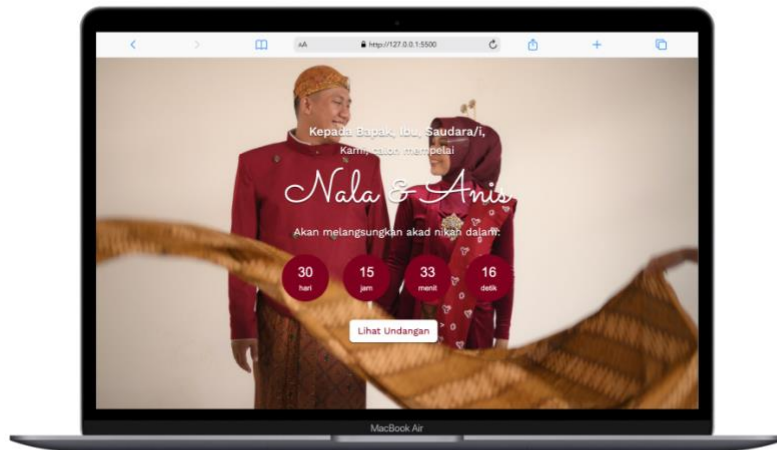 AA
http://127.0.0.1:5500
Kepada Bapak, Ibu, Saudara/i,
Kami, calon mempelai
Nala & Anis
Akan melangsungkan akad nikah dalam:
30 15 33 16
hari jam menit detik
Lihat Undangan
MacBook Air